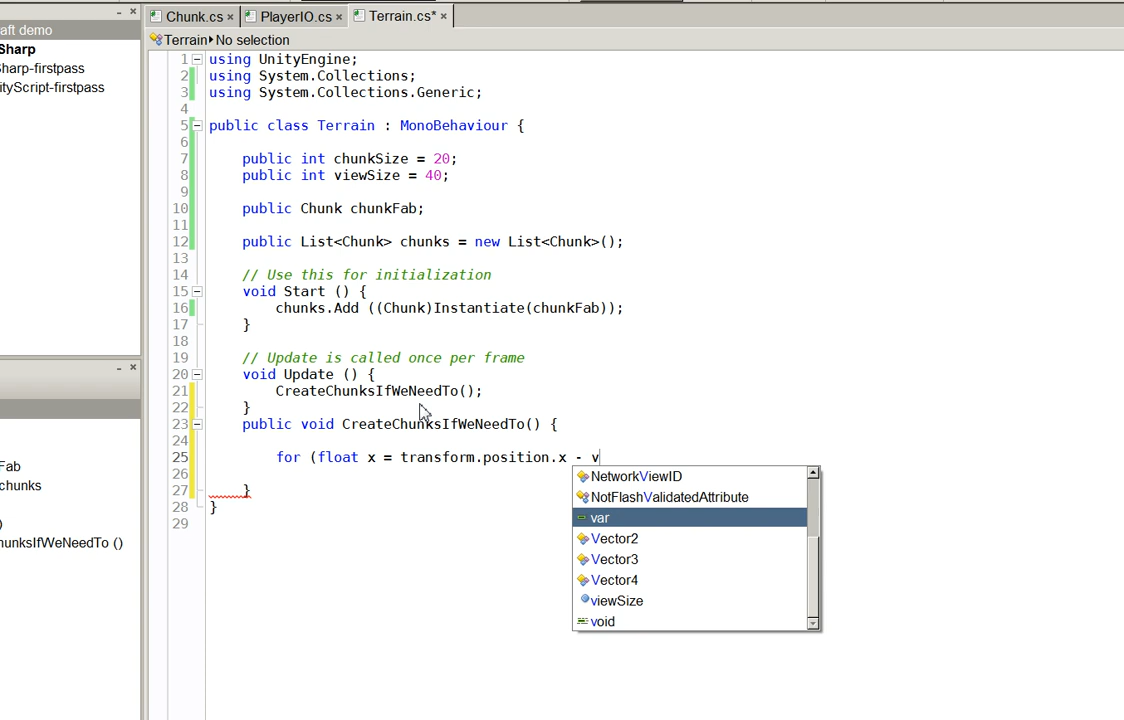 aft demo
Sharp
Sharp-firstpass
ityScript-firstpass
Fab
chunks
)
hunksIfWeNeedTo ()
Chunk.cs × PlayerIO.cs × Terrain.cs* ×
Terrain▸No selection
1 using UnityEngine;
2 using System.Collections;
3 using System.Collections.Generic;
4
5 public class Terrain : MonoBehaviour {
6
7 public int chunkSize = 20;
8 public int viewSize = 40;
9
10 public Chunk chunkFab;
11
12 public List<Chunk> chunks = new List<Chunk>();
13
14 // Use this for initialization
15 void Start () {
16 chunks.Add ((Chunk)Instantiate(chunkFab));
17 }
18
19 // Update is called once per frame
20 void Update () {
21 CreateChunksIfWeNeedTo();
22 }
23 public void CreateChunksIfWeNeedTo() {
24
25 for (float x = transform.position.x - v
26
27 }
28 }
29
NetworkViewID
NotFlashValidatedAttribute
var
Vector2
Vector3
Vector4
viewSize
void